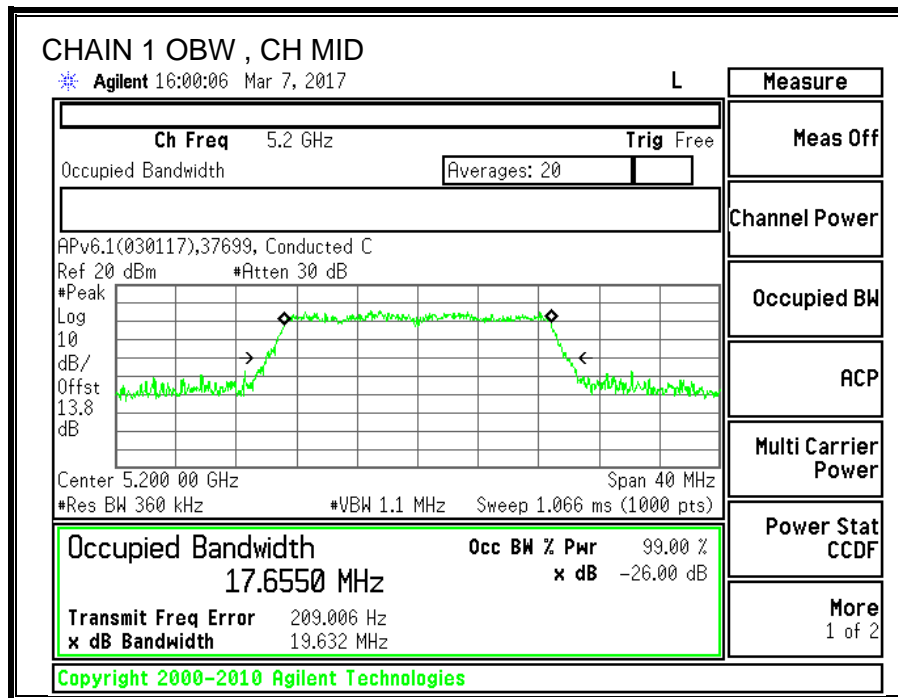 CHAIN 1 OBW , CH MID
Agilent 16:00:06 Mar 7, 2017 L
Measure
Ch Freq 5.2 GHz Trig Free
Meas Off
Occupied Bandwidth Averages: 20
Channel Power
APv6.1(030117),37699, Conducted C
Ref 20 dBm #Atten 30 dB
#Peak
Log
10
dB/
Offst
13.8
dB
Occupied BW
ACP
Multi Carrier
Power
Center 5.200 00 GHz Span 40 MHz
#Res BW 360 kHz #VBW 1.1 MHz Sweep 1.066 ms (1000 pts)
Power Stat
CCDF
Occupied Bandwidth Occ BW % Pwr 99.00 %
17.6550 MHz x dB -26.00 dB
Transmit Freq Error 209.006 Hz
x dB Bandwidth 19.632 MHz
More
1 of 2
Copyright 2000-2010 Agilent Technologies